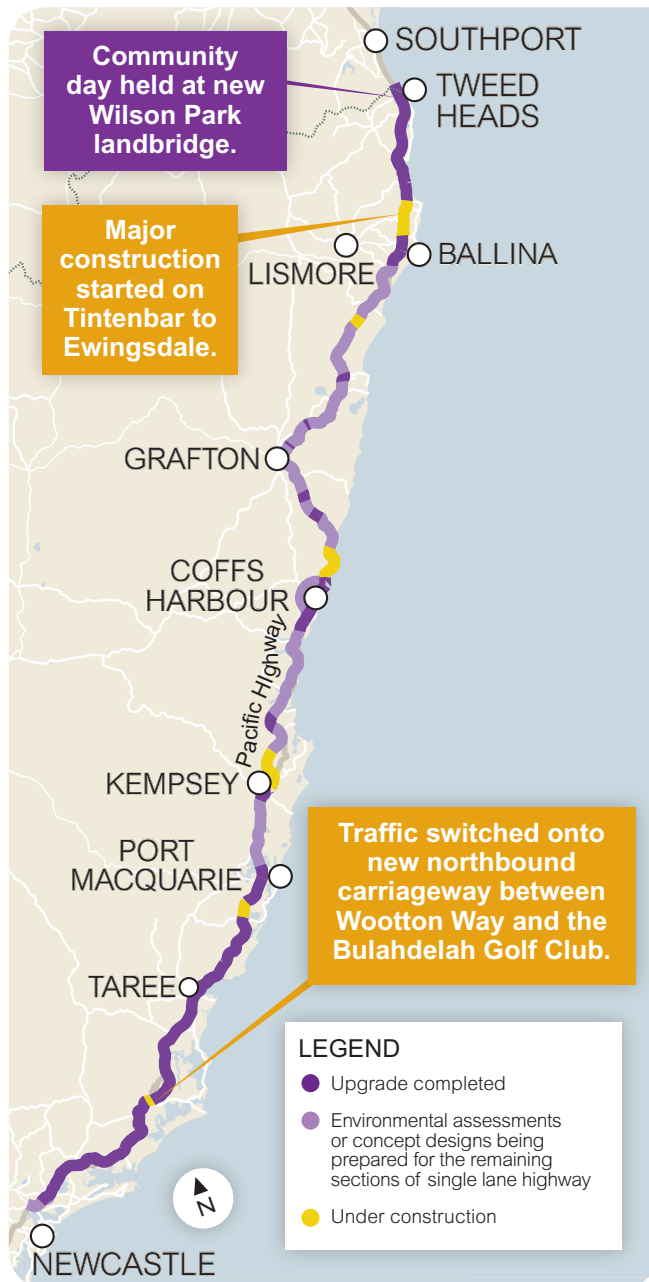 SOUTHPORT
Community
day held at new
Wilson Park
landbridge.
TWEED
HEADS
Major
construction
started on
Tintenbar to
Ewingsdale.
BALLINA
LISMORE
GRAFTON
COFFS
HARBOUR
Pacific HIghway
KEMPSEY
PORT
MACQUARIE
Traffic switched onto
new northbound
carriageway between
Wootton Way and the
Bulahdelah Golf Club.
TAREE
LEGEND
Upgrade completed
Environmental assessments
or concept designs being
prepared for the remaining
sections of single lane highway
Under construction
N
NEWCASTLE